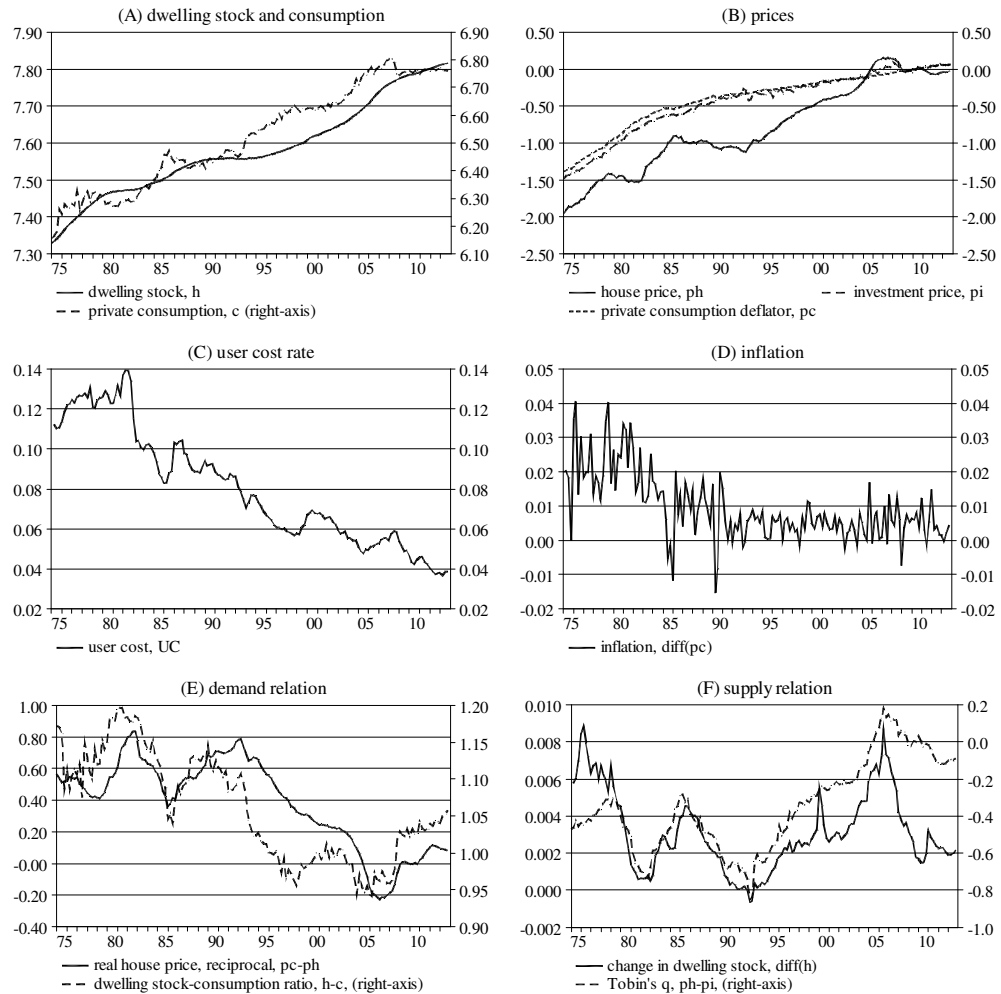 (A) dwelling stock and consumption
7.90 6.90
7.80 6.80
6.70
7.70 6.60
7.60 6.50
7.50 6.40
6.30
7.40 6.20
7.30 6.10
75 80 85 90 95 00 05 10
dwelling stock, h
private consumption, c (right-axis)
(B) prices
0.50 0.50
0.00 0.00
-0.50 -0.50
-1.00 -1.00
-1.50 -1.50
-2.00 -2.00
-2.50 -2.50
75 80 85 90 95 00 05 10
house price, ph investment price, pi
private consumption deflator, pc
(C) user cost rate
0.14 0.14
0.12 0.12
0.10 0.10
0.08 0.08
0.06 0.06
0.04 0.04
0.02 0.02
75 80 85 90 95 00 05 10
user cost, UC
(D) inflation
0.05 0.05
0.04 0.04
0.03 0.03
0.02 0.02
0.01 0.01
0.00 0.00
-0.01 -0.01
-0.02 -0.02
75 80 85 90 95 00 05 10
inflation, diff(pc)
(E) demand relation
1.00 1.20
0.80 1.15
0.60 1.10
0.40
0.20 1.05
-0.00 1.00
-0.20 0.95
-0.40 0.90
75 80 85 90 95 00 05 10
real house price, reciprocal, pc-ph
dwelling stock-consumption ratio, h-c, (right-axis)
(F) supply relation
0.010 0.2
0.008 0.0
0.006 -0.2
0.004 -0.4
0.002 -0.6
0.000 -0.8
-0.002 -1.0
75 80 85 90 95 00 05 10
change in dwelling stock, diff(h)
Tobin's q, ph-pi, (right-axis)